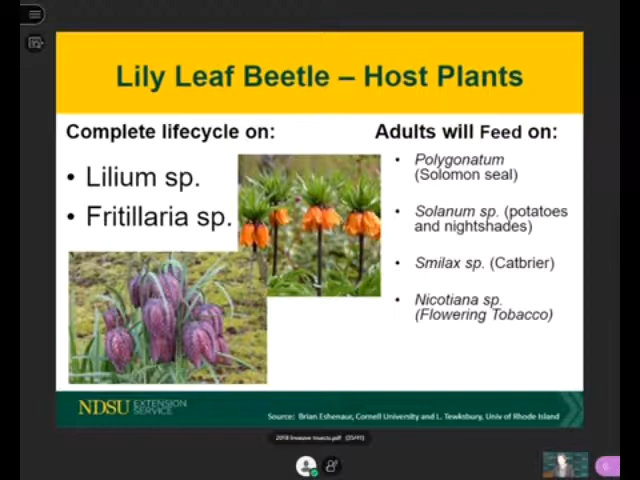 Lily Leaf Beetle – Host Plants
Complete lifecycle on:
• Lilium sp.
• Fritillaria sp.
Adults will Feed on:
• Polygonatum
(Solomon seal)
• Solanum sp. (potatoes
and nightshades)
• Smilax sp. (Catbrier)
• Nicotiana sp.
(Flowering Tobacco)
NDSU EXTENSION
SERVICE
Source: Brian Eshenaur, Cornell University and L. Tewksbury, Univ of Rhode Island
2018 Invasive insects.pdf